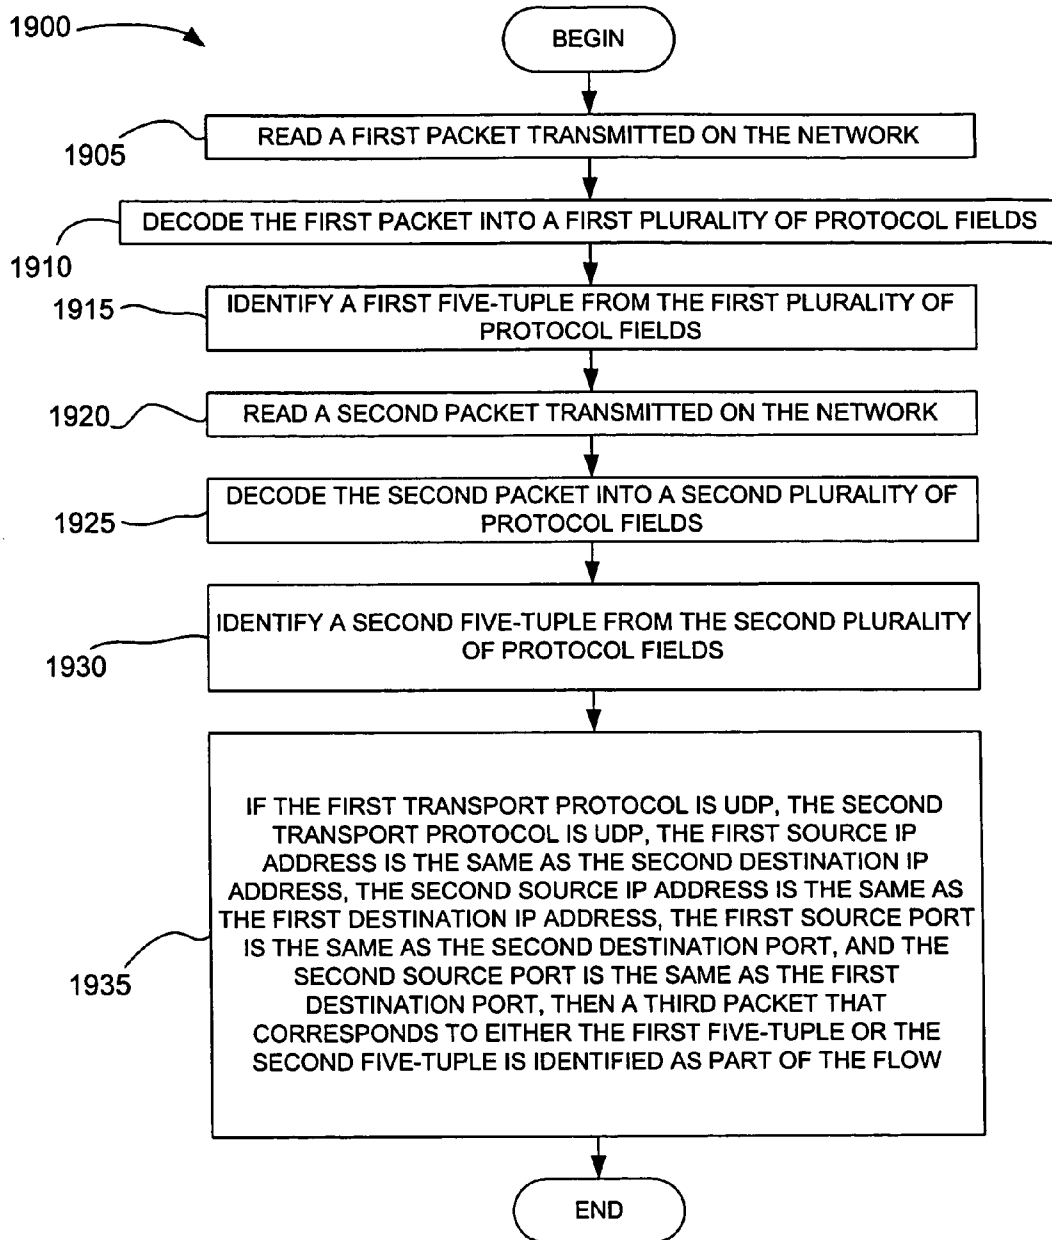 1900
BEGIN
1905
READ A FIRST PACKET TRANSMITTED ON THE NETWORK
1910
DECODE THE FIRST PACKET INTO A FIRST PLURALITY OF PROTOCOL FIELDS
1915
IDENTIFY A FIRST FIVE-TUPLE FROM THE FIRST PLURALITY OF
PROTOCOL FIELDS
1920
READ A SECOND PACKET TRANSMITTED ON THE NETWORK
1925
DECODE THE SECOND PACKET INTO A SECOND PLURALITY OF
PROTOCOL FIELDS
1930
IDENTIFY A SECOND FIVE-TUPLE FROM THE SECOND PLURALITY
OF PROTOCOL FIELDS
1935
IF THE FIRST TRANSPORT PROTOCOL IS UDP, THE SECOND
TRANSPORT PROTOCOL IS UDP, THE FIRST SOURCE IP
ADDRESS IS THE SAME AS THE SECOND DESTINATION IP
ADDRESS, THE SECOND SOURCE IP ADDRESS IS THE SAME AS
THE FIRST DESTINATION IP ADDRESS, THE FIRST SOURCE PORT
IS THE SAME AS THE SECOND DESTINATION PORT, AND THE
SECOND SOURCE PORT IS THE SAME AS THE FIRST
DESTINATION PORT, THEN A THIRD PACKET THAT
CORRESPONDS TO EITHER THE FIRST FIVE-TUPLE OR THE
SECOND FIVE-TUPLE IS IDENTIFIED AS PART OF THE FLOW
END